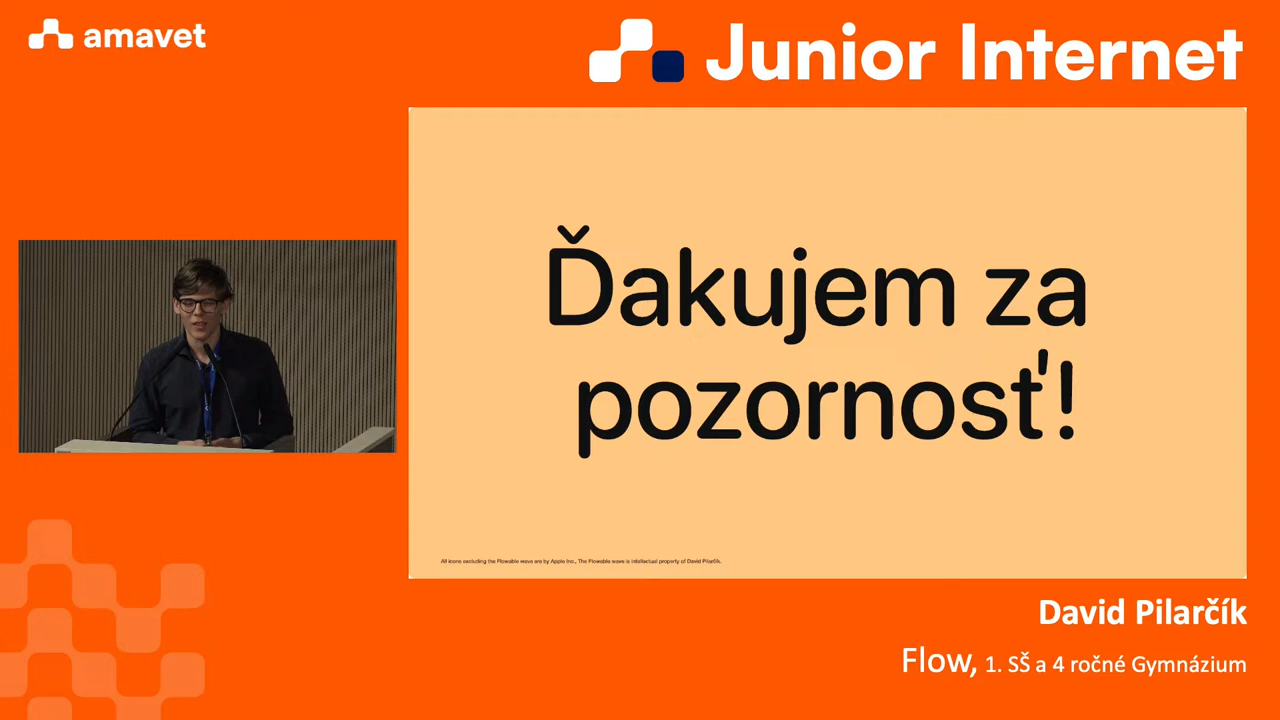 amavet
Junior Internet
Ďakujem za
pozornosť!
All icons excluding the Flowable wave are by Apple Inc., The Flowable wave is intellectual property of David Pilarčík.
David Pilarčík
Flow, 1. SŠ a 4 ročné Gymnázium